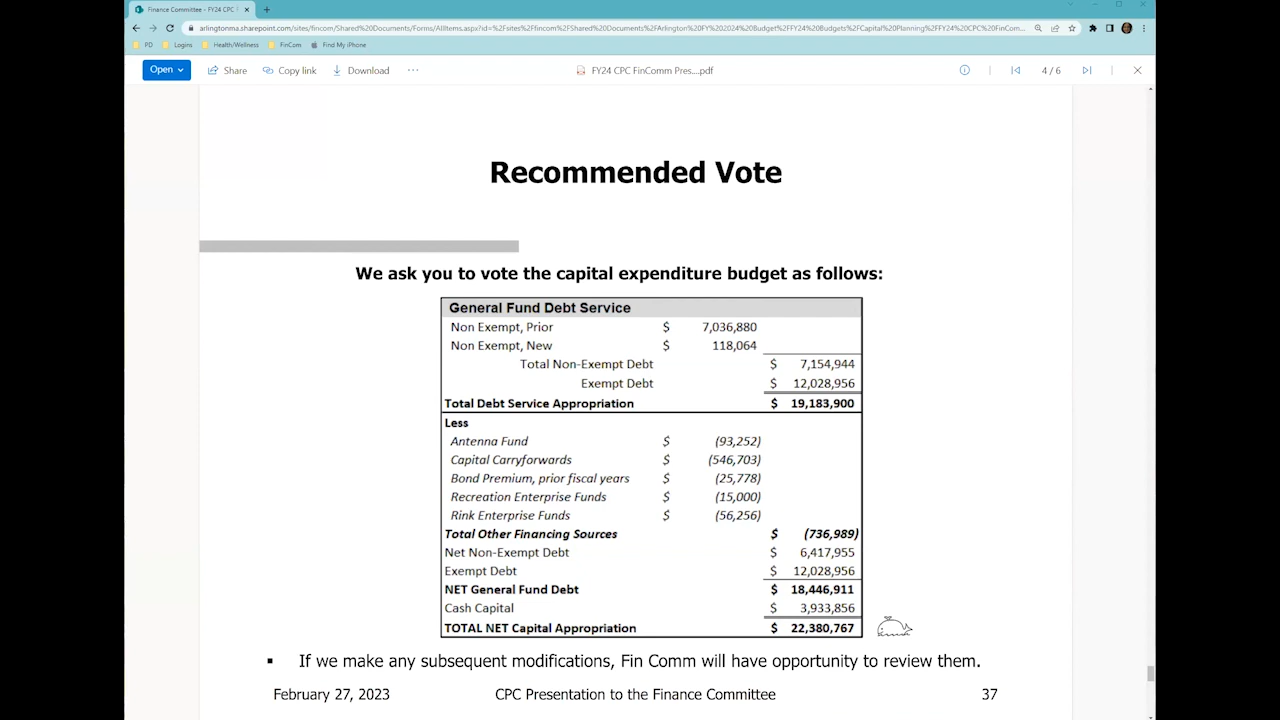 Finance Committee - FY24 CPC F
arlingtonma.sharepoint.com/sites/fincom/Shared%20Documents/Forms/AllItems.aspx?id=%2Fsites%2Ffincom%2FShared%20Documents%2FArlington%20FY%202024%20Budget%2FFY24%20Budgets%2FCapital%20Planning%2FFY24%20CPC%20FinCom...
PD Logins Health/Wellness FinCom Find My iPhone
Open Share Copy link Download ... FY24 CPC FinComm Pres....pdf 4 / 6
Recommended Vote
We ask you to vote the capital expenditure budget as follows:
General Fund Debt Service
Non Exempt, Prior $ 7,036,880
Non Exempt, New $ 118,064
Total Non-Exempt Debt $ 7,154,944
Exempt Debt $ 12,028,956
Total Debt Service Appropriation $ 19,183,900
Less
Antenna Fund $ (93,252)
Capital Carryforwards $ (546,703)
Bond Premium, prior fiscal years $ (25,778)
Recreation Enterprise Funds $ (15,000)
Rink Enterprise Funds $ (56,256)
Total Other Financing Sources $ (736,989)
Net Non-Exempt Debt $ 6,417,955
Exempt Debt $ 12,028,956
NET General Fund Debt $ 18,446,911
Cash Capital $ 3,933,856
TOTAL NET Capital Appropriation $ 22,380,767
▪ If we make any subsequent modifications, Fin Comm will have opportunity to review them.
February 27, 2023 CPC Presentation to the Finance Committee 37